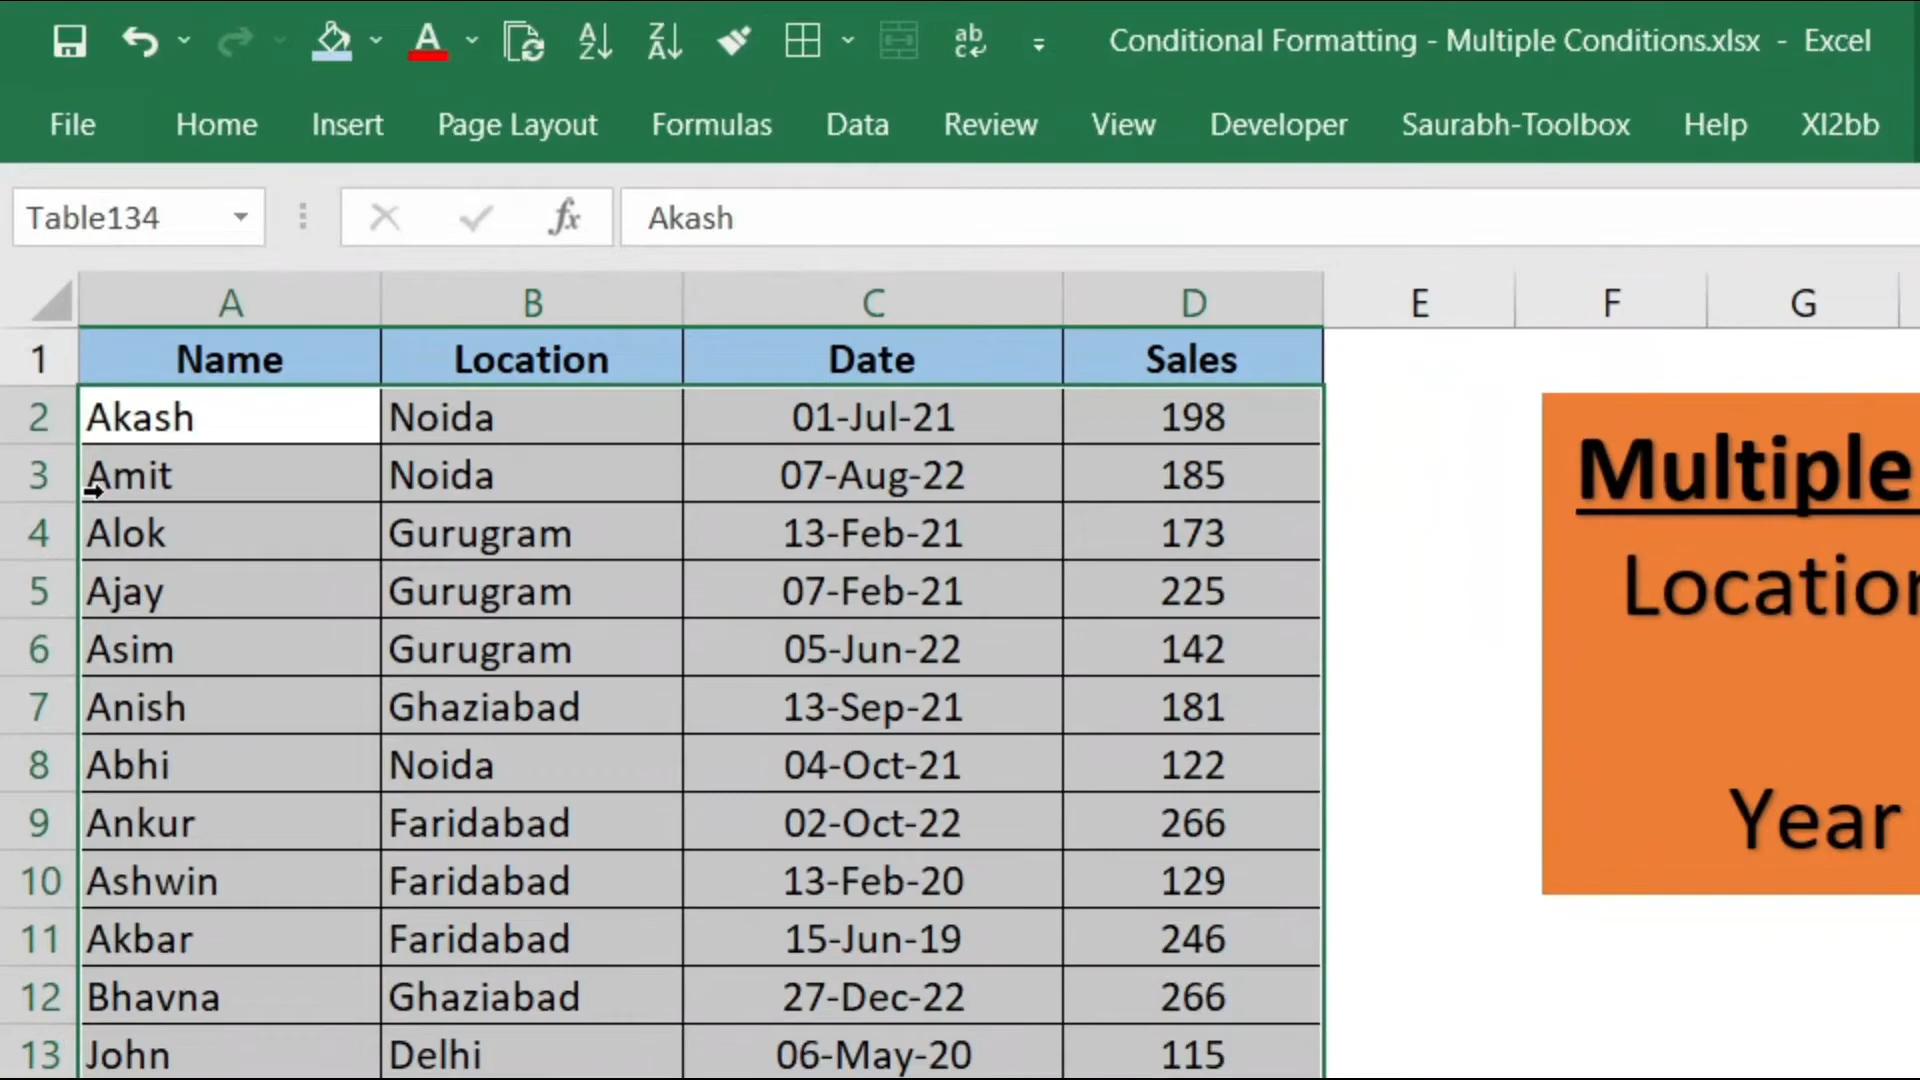 Conditional Formatting - Multiple Conditions.xlsx - Excel
File Home Insert Page Layout Formulas Data Review View Developer Saurabh-Toolbox Help Xl2bb
Table134 fx Akash
A B C D E F G
1 Name Location Date Sales
2 Akash Noida 01-Jul-21 198
3 Amit Noida 07-Aug-22 185
4 Alok Gurugram 13-Feb-21 173
5 Ajay Gurugram 07-Feb-21 225
6 Asim Gurugram 05-Jun-22 142
7 Anish Ghaziabad 13-Sep-21 181
8 Abhi Noida 04-Oct-21 122
9 Ankur Faridabad 02-Oct-22 266
10 Ashwin Faridabad 13-Feb-20 129
11 Akbar Faridabad 15-Jun-19 246
12 Bhavna Ghaziabad 27-Dec-22 266
13 John Delhi 06-May-20 115
Multiple
Location
Year